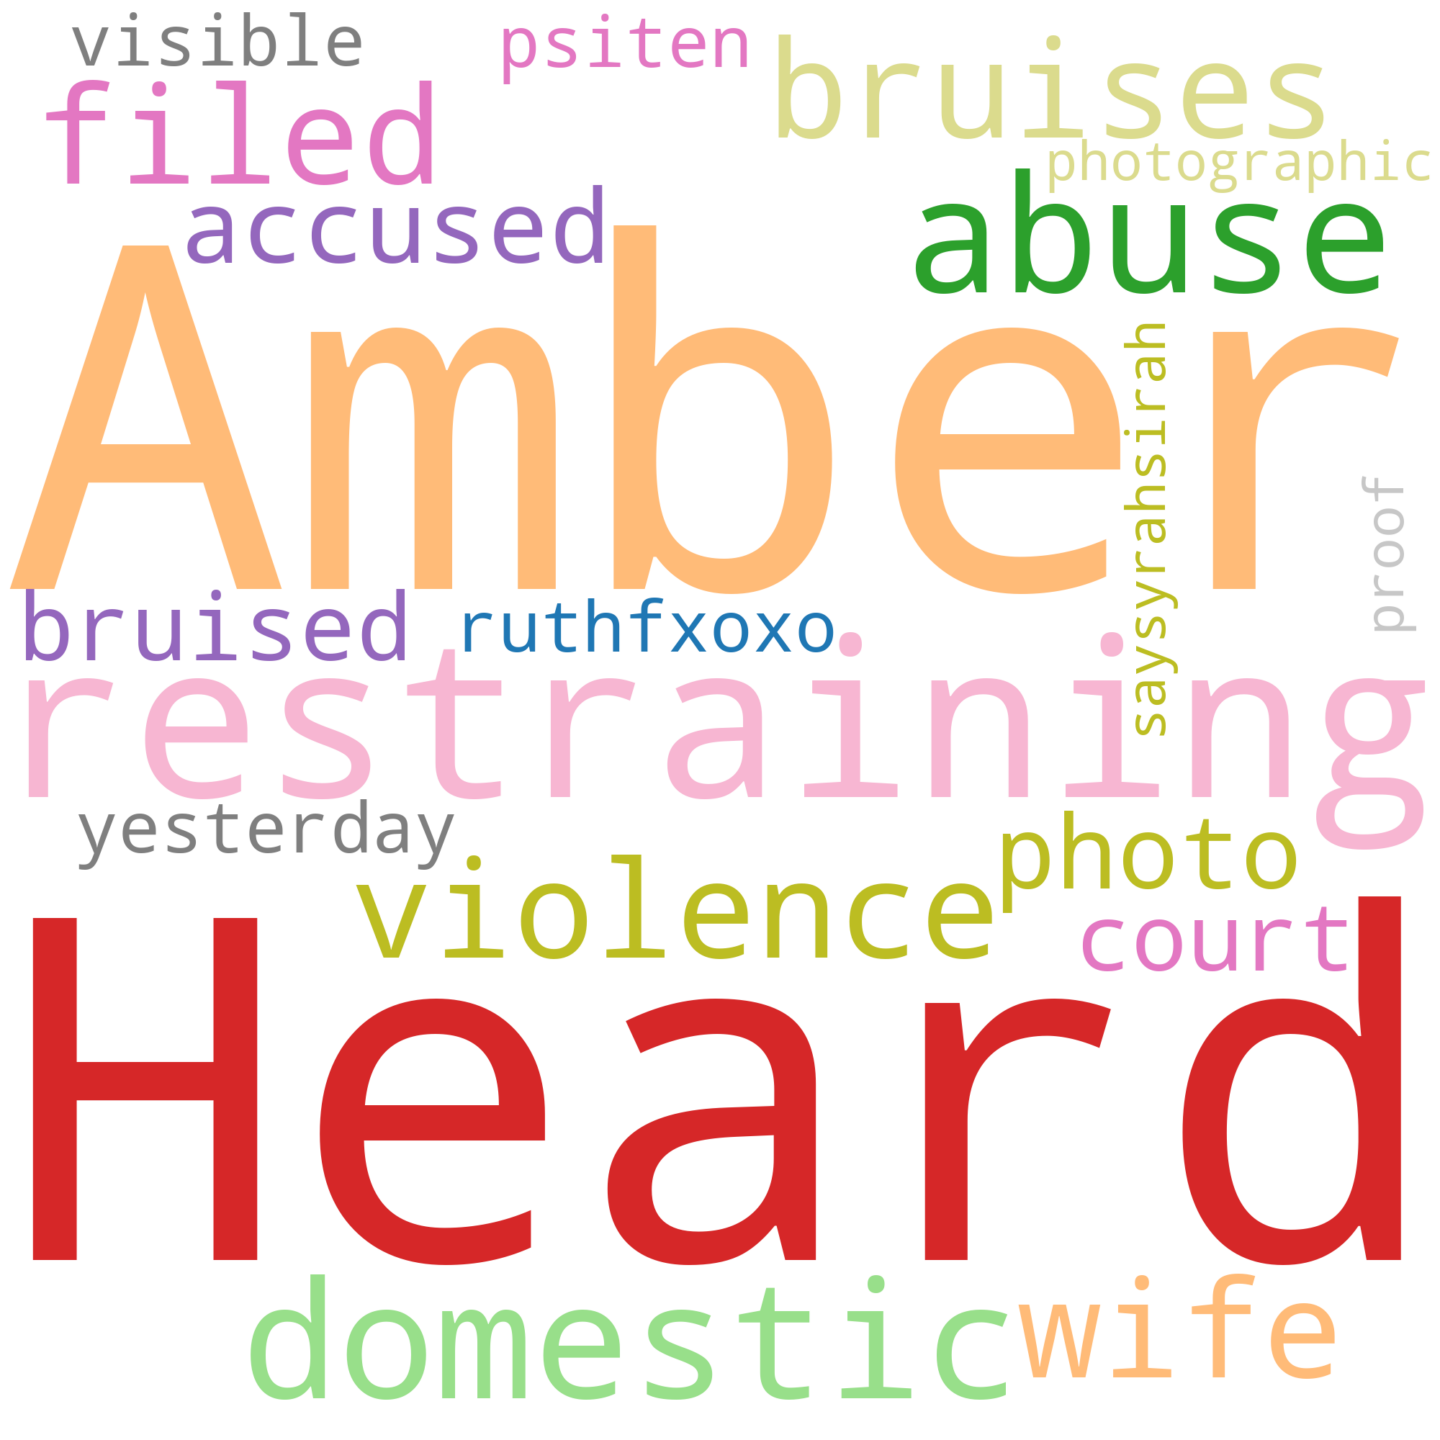 visible psiten
filed bruises
photographic
accused abuse
Amber
saysyrahsirah
proof
bruised ruthfxoxo
restraining
yesterday photo
violence court
Heard
domestic wife